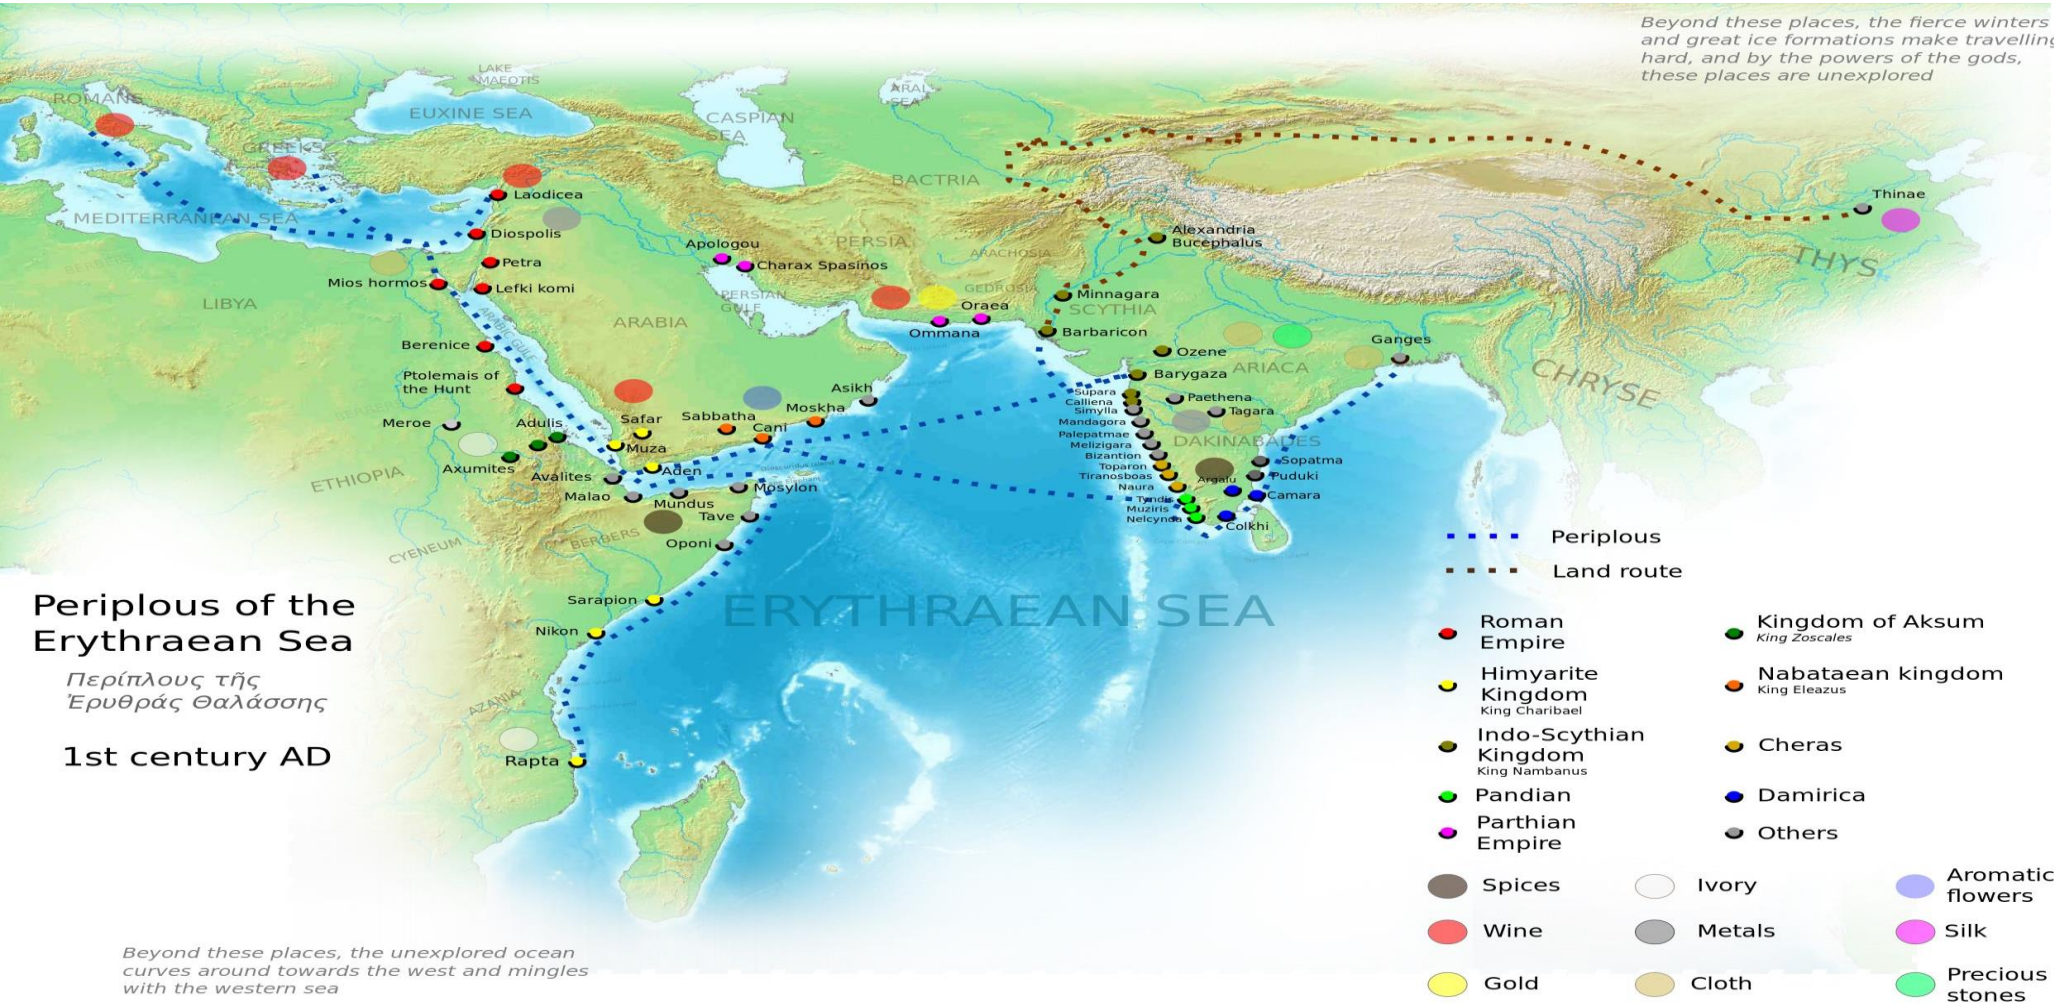 Beyond these places, the fierce winters
and great ice formations make travelling
hard, and by the powers of the gods,
these places are unexplored
LAKE
MAEOTIS
ROMANS
EUXINE SEA
ARAL
SEA
CASPIAN
SEA
GREEKS
BACTRIA
Laodicea
Thinae
MEDITERRANEAN SEA
Diospolis
Alexandria
Bucephalus
Apologou
PERSIA
ARACHOSIA
THYS
Petra
Charax Spasinos
Mios hormos
Lefki komi
GEDROSIA
Minnagara
LIBYA
PERSIAN
GULF
Oraea
SCYTHIA
ARABIA
ARABIC GULF
Ommana
Barbaricon
Berenice
Ozene
Ganges
ARIACA
CHRYSE
Ptolemais of
the Hunt
Barygaza
Asikh
Supara
Calliena
Simylla
Paethena
Tagara
Meroe
Adulis
Safar
Sabbatha
Moskha
Cani
Mandagora
Palepatmae
Melizigara
Bizantion
DAKINABADES
Muza
Axumites
Aden
Toparon
Tiranosboas
Naura
Sopatma
Puduki
Argalu
ETHIOPIA
Avalites
Malao
Mundus
Mosylon
Tyndis
Muziris
Nelcynda
Camara
Colkhi
Tave
Oponi
CYENEUM
BERBERS
Sarapion
Nikon
ERYTHRAEAN SEA
AZANIA
Rapta
Periplous of the
Erythraean Sea
Περίπλους τῆς
Ἐρυθράς Θαλάσσης
1st century AD
Beyond these places, the unexplored ocean
curves around towards the west and mingles
with the western sea
Periplous
Land route
Roman
Empire
Kingdom of Aksum
King Zoscales
Himyarite
Kingdom
King Charibael
Nabataean kingdom
King Eleazus
Indo-Scythian
Kingdom
King Nambanus
Cheras
Pandian
Damirica
Parthian
Empire
Others
Spices
Ivory
Aromatic
flowers
Wine
Metals
Silk
Gold
Cloth
Precious
stones